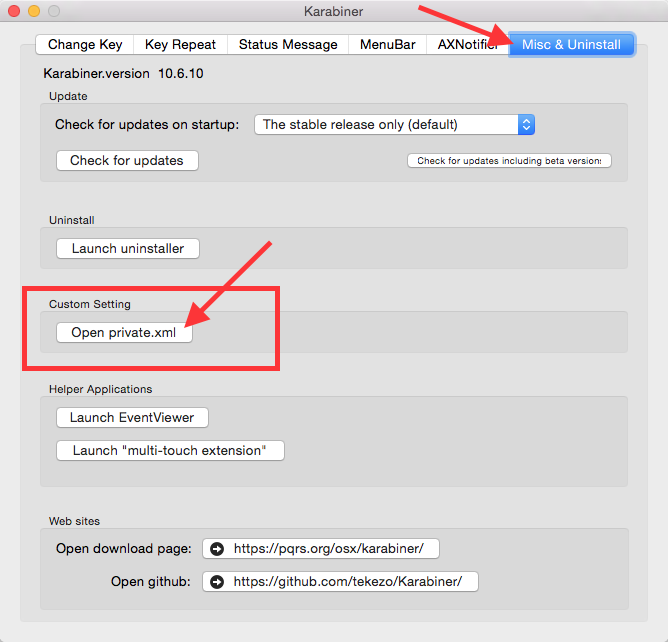 Karabiner
Change Key Key Repeat Status Message MenuBar AXNotifier Misc & Uninstall
Karabiner.version 10.6.10
Update
Check for updates on startup: The stable release only (default)
Check for updates Check for updates including beta versions
Uninstall
Launch uninstaller
Custom Setting
Open private.xml
Helper Applications
Launch EventViewer
Launch "multi-touch extension"
Web sites
Open download page: https://pqrs.org/osx/karabiner/
Open github: https://github.com/tekezo/Karabiner/